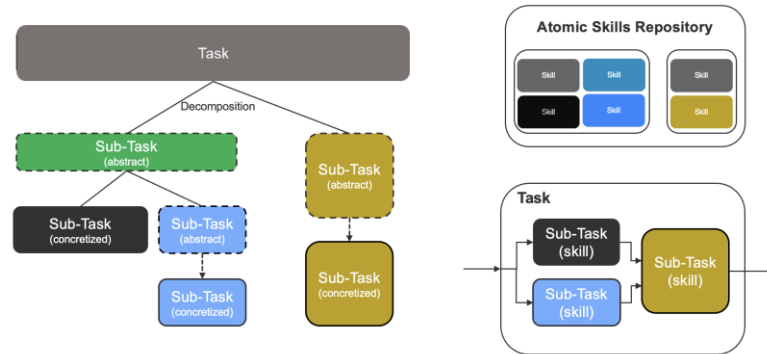 Task
Decomposition
Sub-Task
(abstract)
Sub-Task
(abstract)
Sub-Task
(concretized)
Sub-Task
(abstract)
Sub-Task
(concretized)
Sub-Task
(concretized)
Atomic Skills Repository
Skill
Skill
Skill
Skill
Skill
Skill
Task
Sub-Task
(skill)
Sub-Task
(skill)
Sub-Task
(skill)